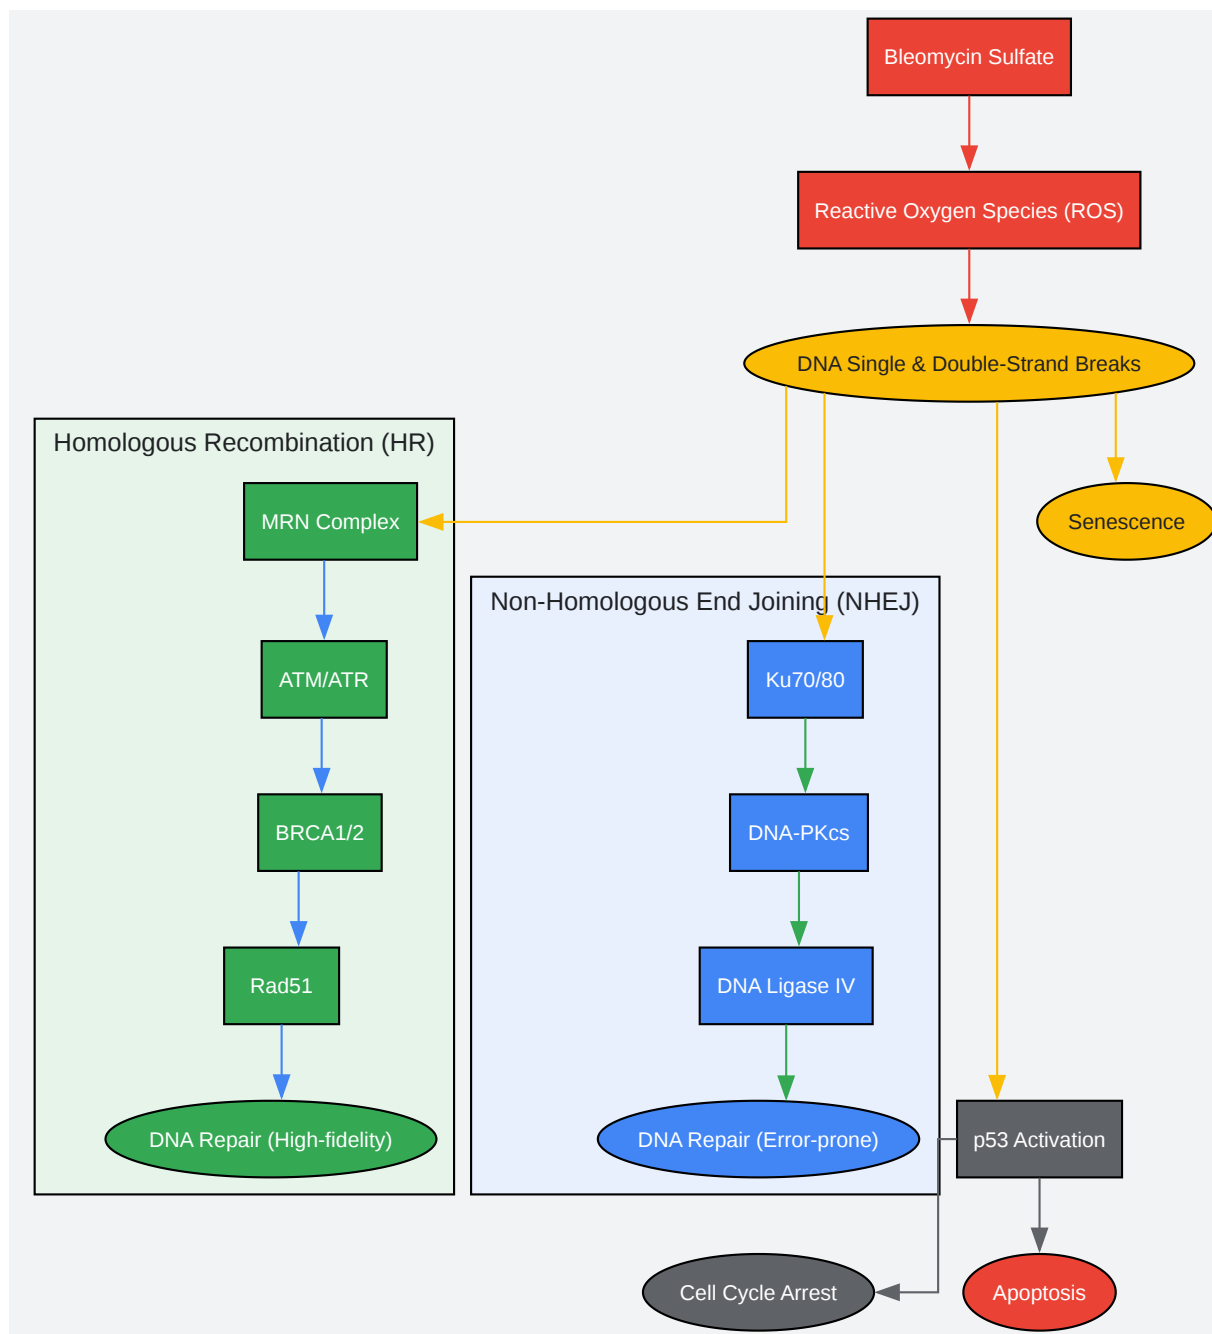 Bleomycin Sulfate
Reactive Oxygen Species (ROS)
DNA Single & Double-Strand Breaks
Homologous Recombination (HR)
MRN Complex
Senescence
Non-Homologous End Joining (NHEJ)
ATM/ATR
Ku70/80
BRCA1/2
DNA-PKcs
Rad51
DNA Ligase IV
DNA Repair (High-fidelity)
DNA Repair (Error-prone)
p53 Activation
Cell Cycle Arrest
Apoptosis